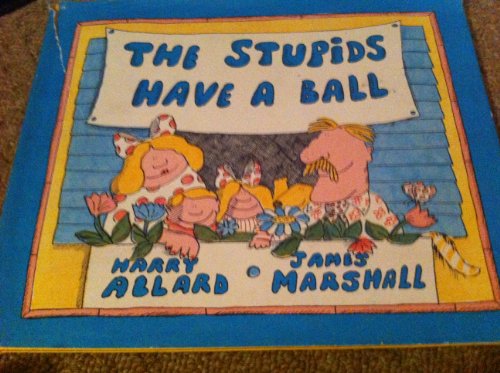 THE STUPIDS
HAVE A BALL
HARRY
ALLARD
JAMES
MARSHALL